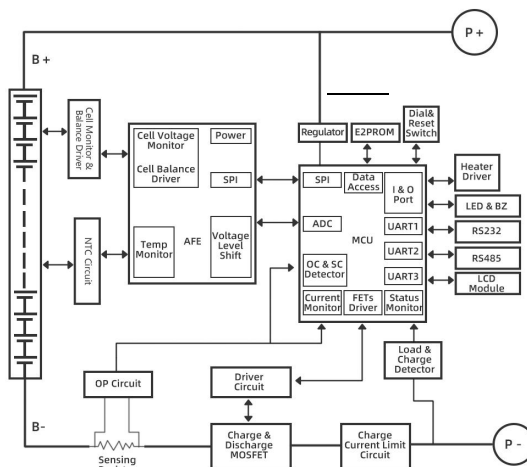 P +
B +
Cell Monitor &
Balance Driver
Cell Voltage
Monitor
Cell Balance
Driver
Power
SPI
Temp
Monitor
AFE
Voltage
Level
Shift
NTC Circuit
Regulator
E2PROM
Dial&
Reset
Switch
SPI
Data
Access
I & O
Port
ADC
MCU
UART1
UART2
UART3
OC & SC
Detector
Current
Monitor
FETs
Driver
Status
Monitor
Heater
Driver
LED & BZ
RS232
RS485
LCD
Module
OP Circuit
Driver
Circuit
Load &
Charge
Detector
B-
Sensing
Charge &
Discharge
MOSFET
Charge
Current Limit
Circuit
P -